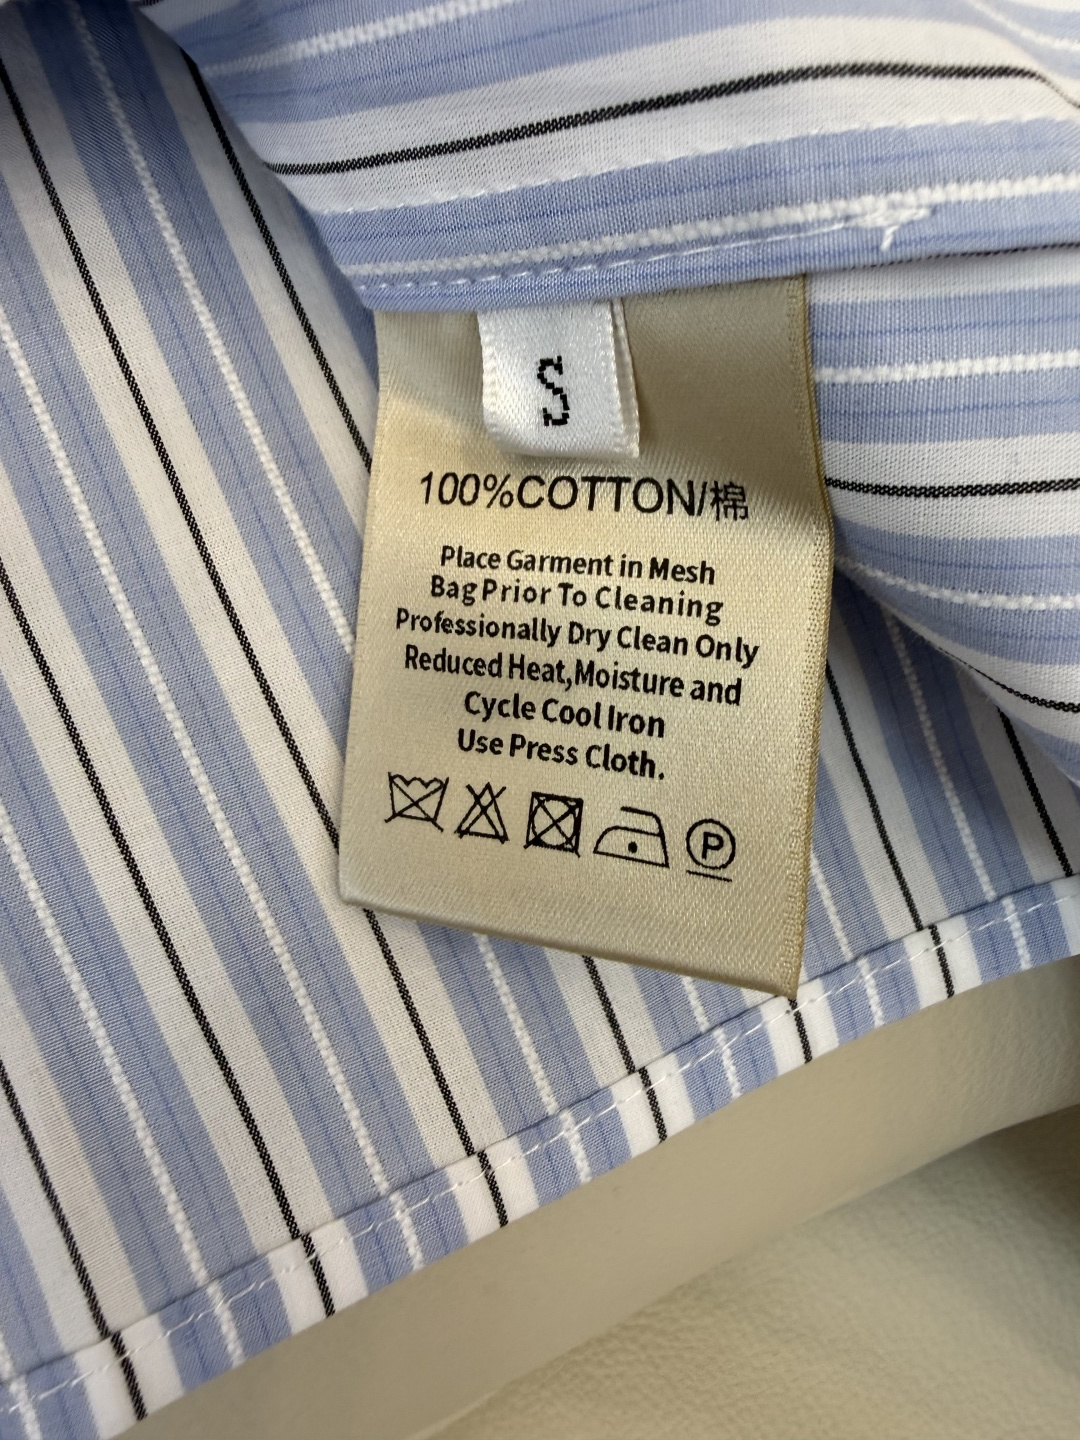 S
100%COTTON/棉
Place Garment in Mesh
Bag Prior To Cleaning
Professionally Dry Clean Only
Reduced Heat,Moisture and
Cycle Cool Iron
Use Press Cloth.
P